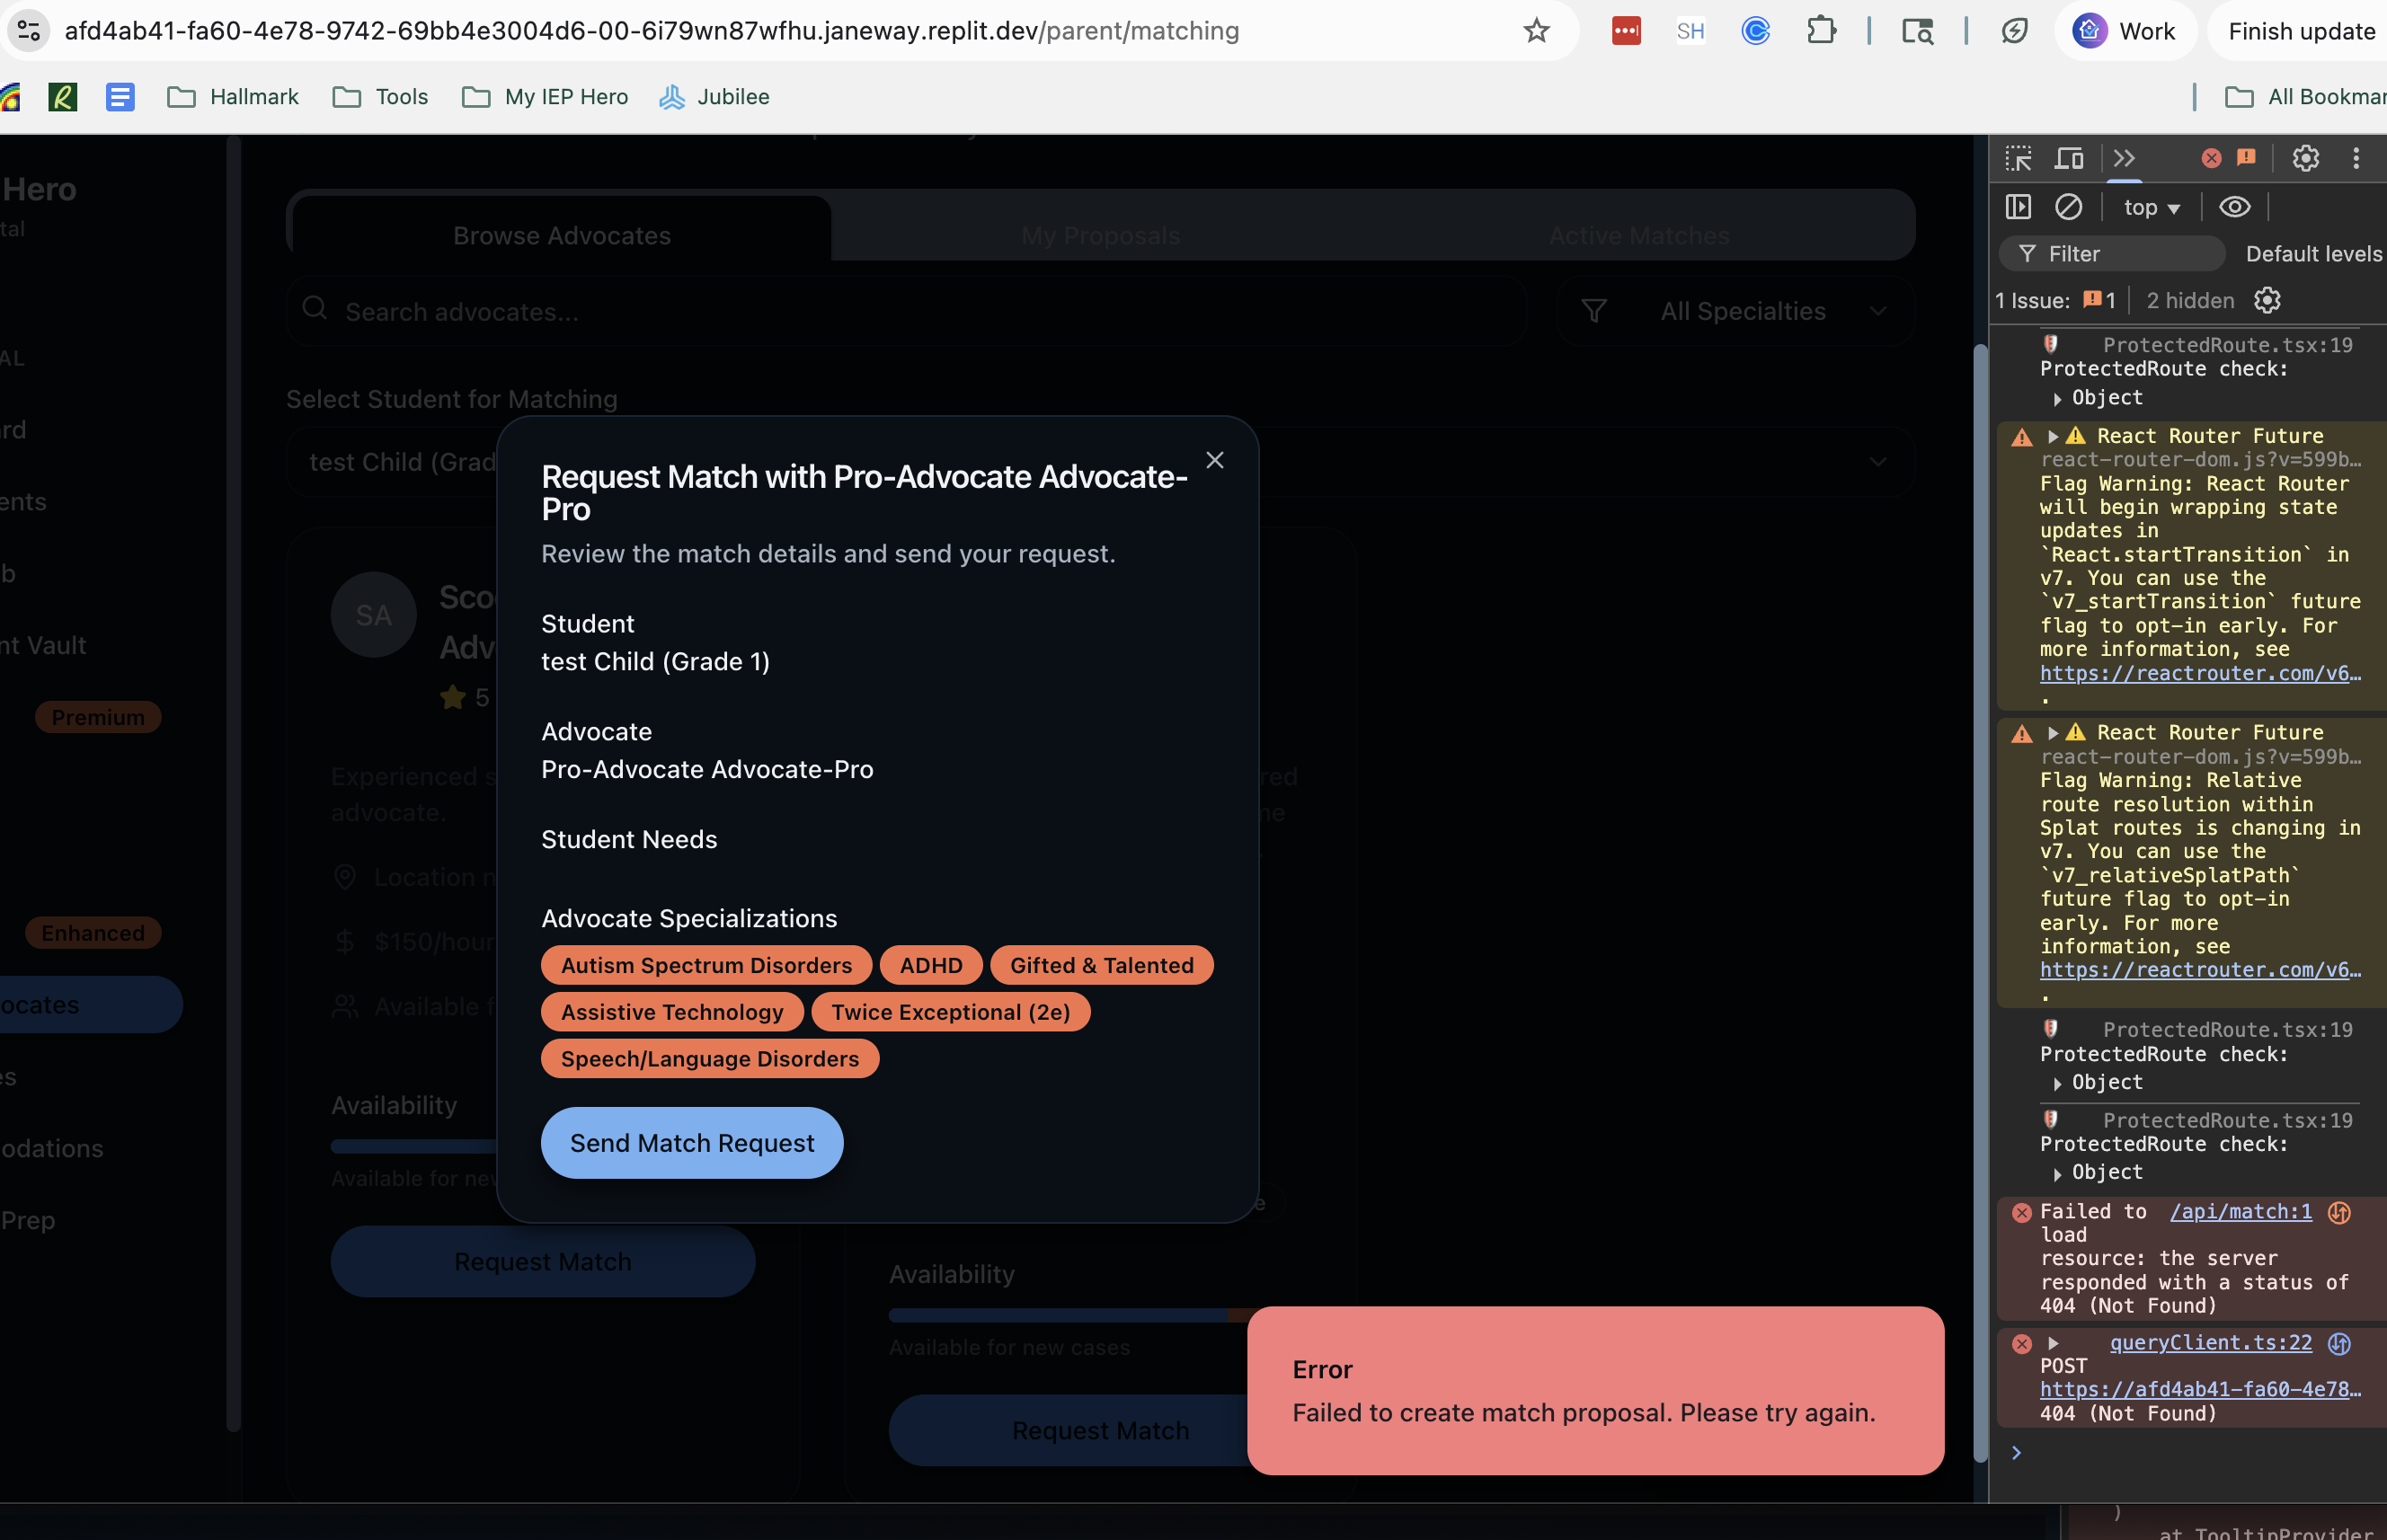 afd4ab41-fa60-4e78-9742-69bb4e3004d6-00-6i79wn87wfhu.janeway.replit.dev/parent/matching
SH
Work
Finish update
R
Hallmark
Tools
My IEP Hero
Jubilee
All Bookmar
Hero
tal
AL
rd
ents
b
nt Vault
Premium
Enhanced
ocates
es
odations
Prep
Browse Advocates
My Proposals
Active Matches
Search advocates...
All Specialties
Select Student for Matching
test Child (Grad
SA
Scoo
Adv
5
Experienced s
advocate.
Location n
$150/hour
Available f
Availability
Available for nev
Request Match
red
ne
e
Availability
Available for new cases
Request Match
Request Match with Pro-Advocate Advocate-
Pro
Review the match details and send your request.
Student
test Child (Grade 1)
Advocate
Pro-Advocate Advocate-Pro
Student Needs
Advocate Specializations
Autism Spectrum Disorders
ADHD
Gifted & Talented
Assistive Technology
Twice Exceptional (2e)
Speech/Language Disorders
Send Match Request
Error
Failed to create match proposal. Please try again.
top
Filter
Default levels
1 Issue: 1
2 hidden
ProtectedRoute.tsx:19
ProtectedRoute check:
Object
React Router Future
react-router-dom.js?v=599b…
Flag Warning: React Router
will begin wrapping state
updates in
`React.startTransition` in
v7. You can use the
`v7_startTransition` future
flag to opt-in early. For
more information, see
https://reactrouter.com/v6…
.
React Router Future
react-router-dom.js?v=599b…
Flag Warning: Relative
route resolution within
Splat routes is changing in
v7. You can use the
`v7_relativeSplatPath`
future flag to opt-in
early. For more
information, see
https://reactrouter.com/v6…
.
ProtectedRoute.tsx:19
ProtectedRoute check:
Object
ProtectedRoute.tsx:19
ProtectedRoute check:
Object
Failed to /api/match:1
load
resource: the server
responded with a status of
404 (Not Found)
queryClient.ts:22
POST
https://afd4ab41-fa60-4e78…
404 (Not Found)
)
at TooltipProvider